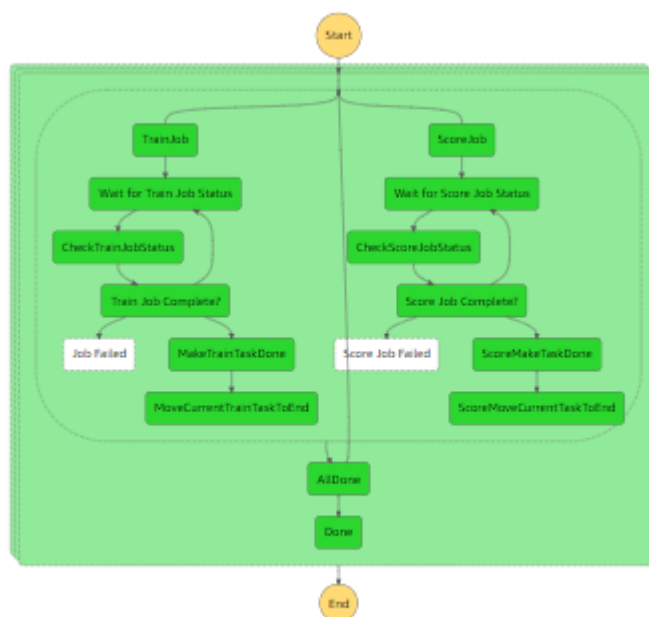 Start
TrainJob
ScoreJob
Wait for Train Job Status
Wait for Score Job Status
CheckTrainJobStatus
CheckScoreJobStatus
Train Job Complete?
Score Job Complete?
Job Failed
MakeTrainTaskDone
Score Job Failed
ScoreMakeTaskDone
MoveCurrentTrainTaskToEnd
ScoreMoveCurrentTaskToEnd
AllDone
Done
End